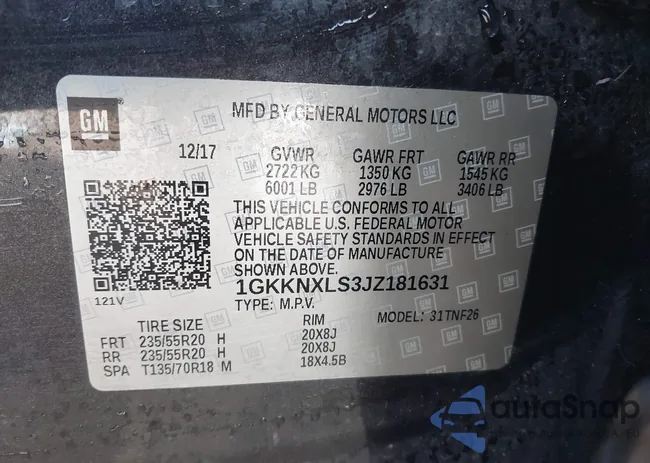 GM
MFD BY GENERAL MOTORS LLC
12/17 GVWR GAWR FRT GAWR RR
2722 KG 1350 KG 1545 KG
6001 LB 2976 LB 3406 LB
THIS VEHICLE CONFORMS TO ALL
APPLICABLE U.S. FEDERAL MOTOR
VEHICLE SAFETY STANDARDS IN EFFECT
ON THE DATE OF MANUFACTURE
SHOWN ABOVE.
121V 1GKKNXLS3JZ181631
TYPE: M.P.V. MODEL: 31TNF26
TIRE SIZE RIM
FRT 235/55R20 H 20X8J
RR 235/55R20 H 20X8J
SPA T135/70R18 M 18X4.5B
autoSnap